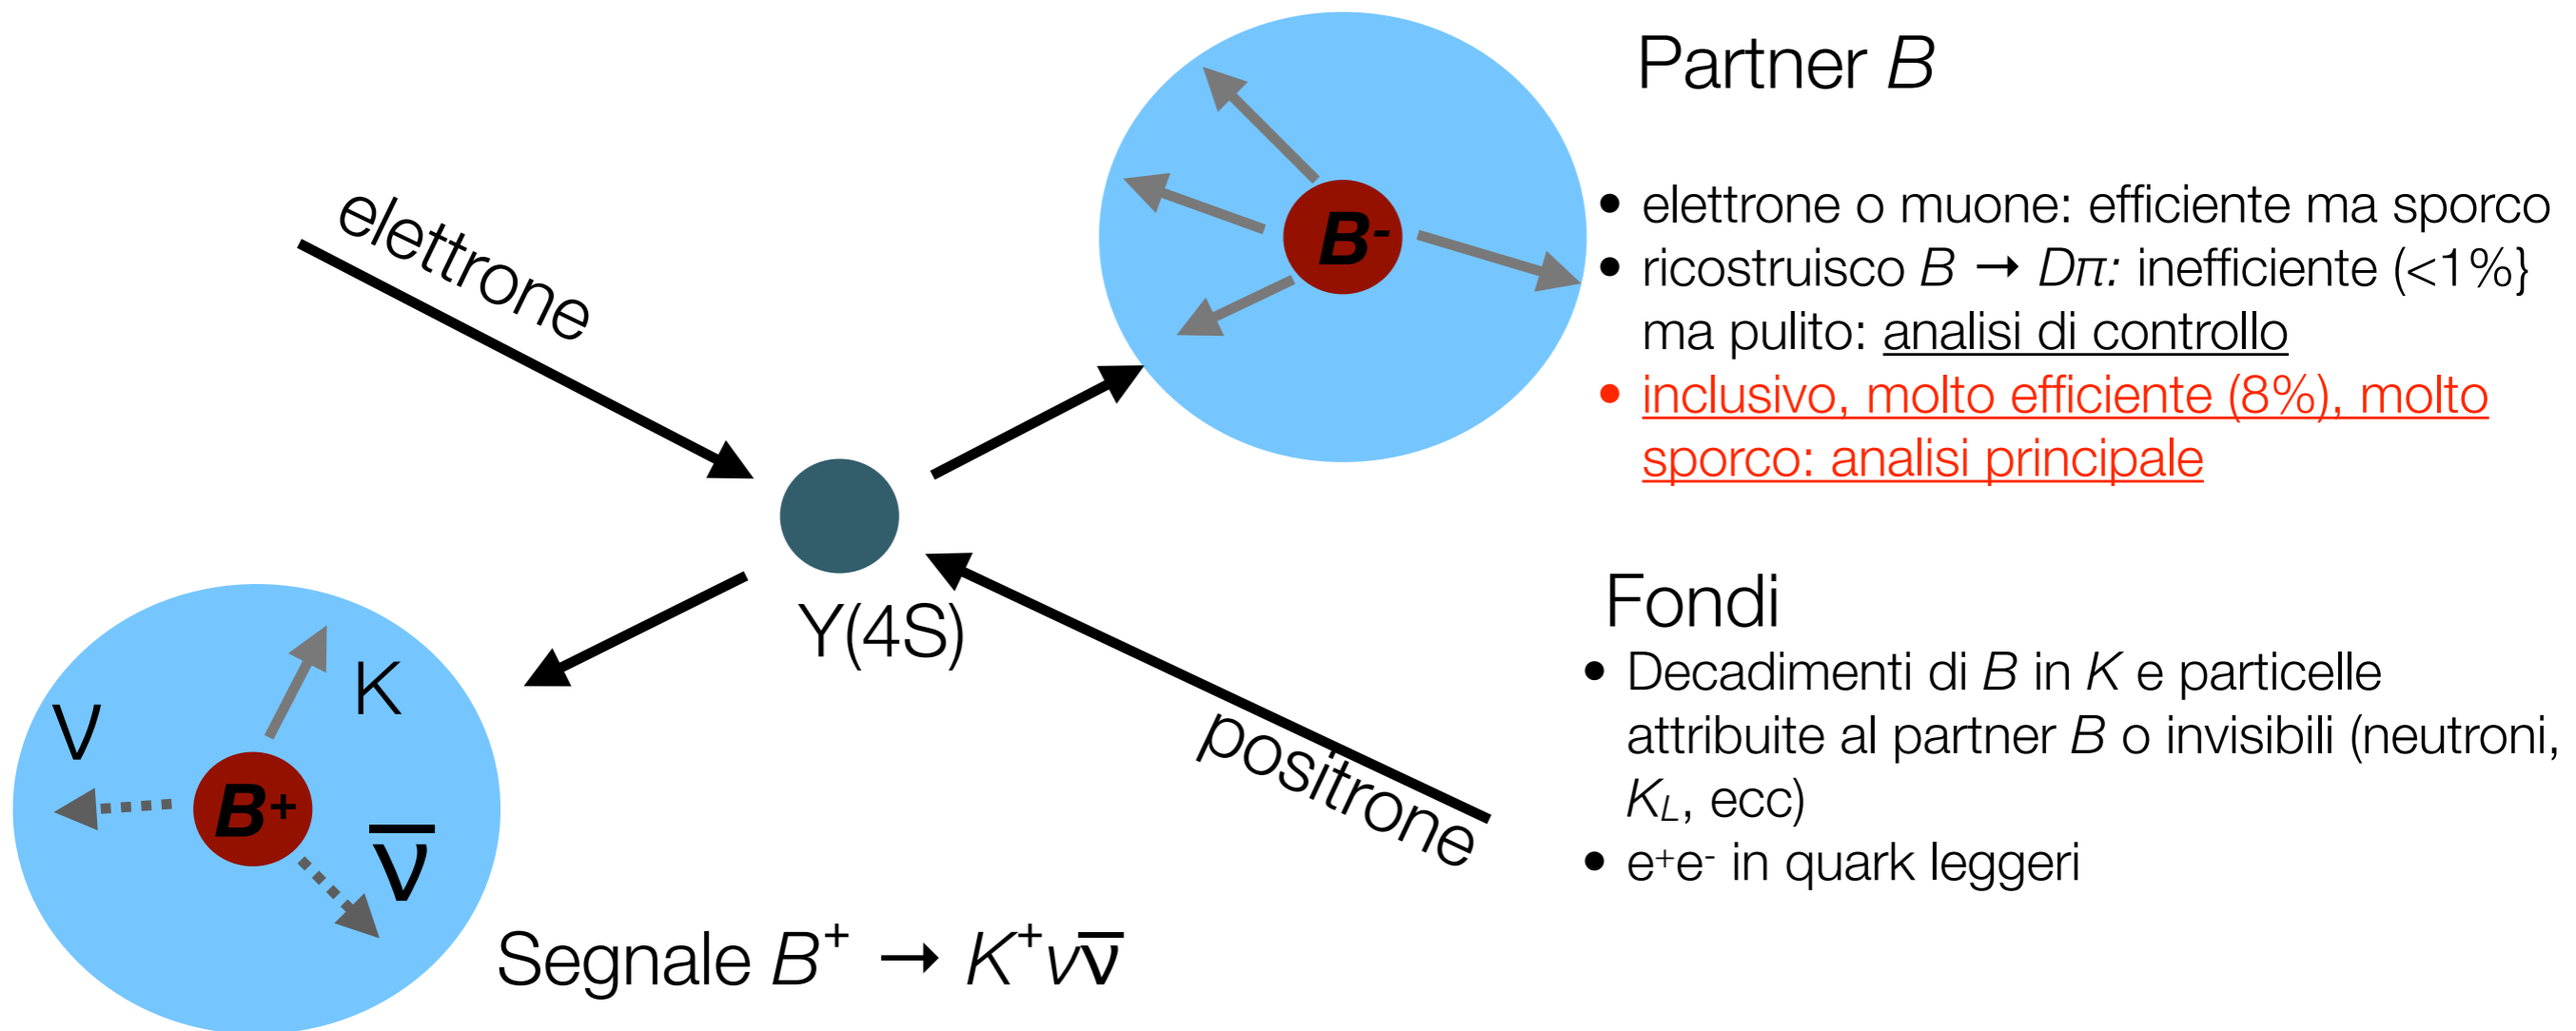 Partner B
elettrone
B-
• elettrone o muone: efficiente ma sporco
• ricostruisco B → Dπ: inefficiente (<1%}
ma pulito: analisi di controllo
• inclusivo, molto efficiente (8%), molto
sporco: analisi principale
Y(4S)
positrone
K
ν
B+
ν̅
Segnale B⁺ → K⁺νν̅
Fondi
• Decadimenti di B in K e particelle
attribuite al partner B o invisibili (neutroni,
K_L, ecc)
• e⁺e⁻ in quark leggeri